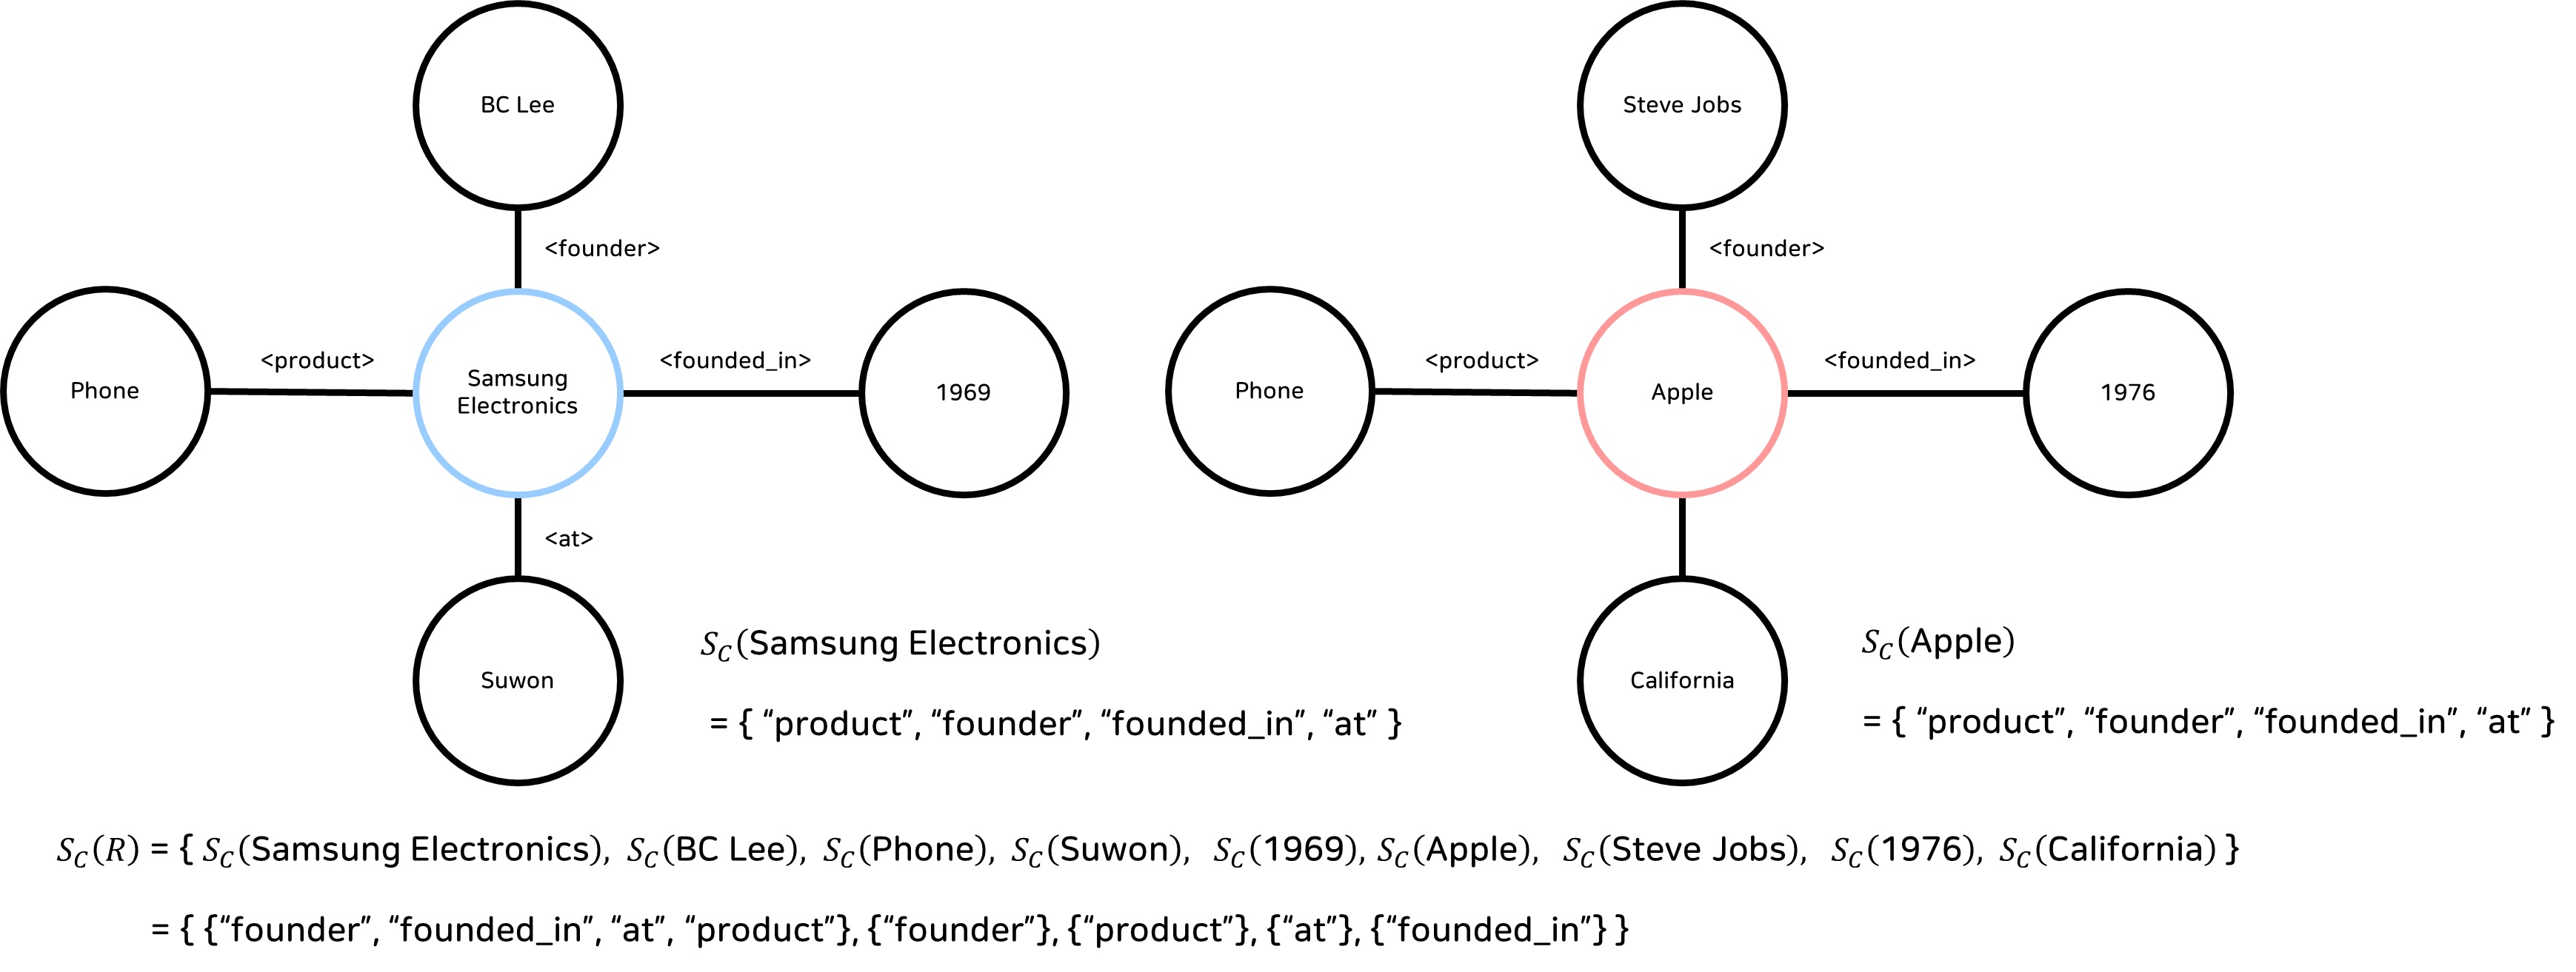 BC Lee
<founder>
Phone
<product>
Samsung
Electronics
<founded_in>
1969
<at>
Suwon
S_C(Samsung Electronics)
= { “product”, “founder”, “founded_in”, “at” }
Steve Jobs
<founder>
Phone
<product>
Apple
<founded_in>
1976
California
S_C(Apple)
= { “product”, “founder”, “founded_in”, “at” }
S_C(R) = { S_C(Samsung Electronics), S_C(BC Lee), S_C(Phone), S_C(Suwon), S_C(1969), S_C(Apple), S_C(Steve Jobs), S_C(1976), S_C(California) }
= { {“founder”, “founded_in”, “at”, “product”}, {“founder”}, {“product”}, {“at”}, {“founded_in”} }